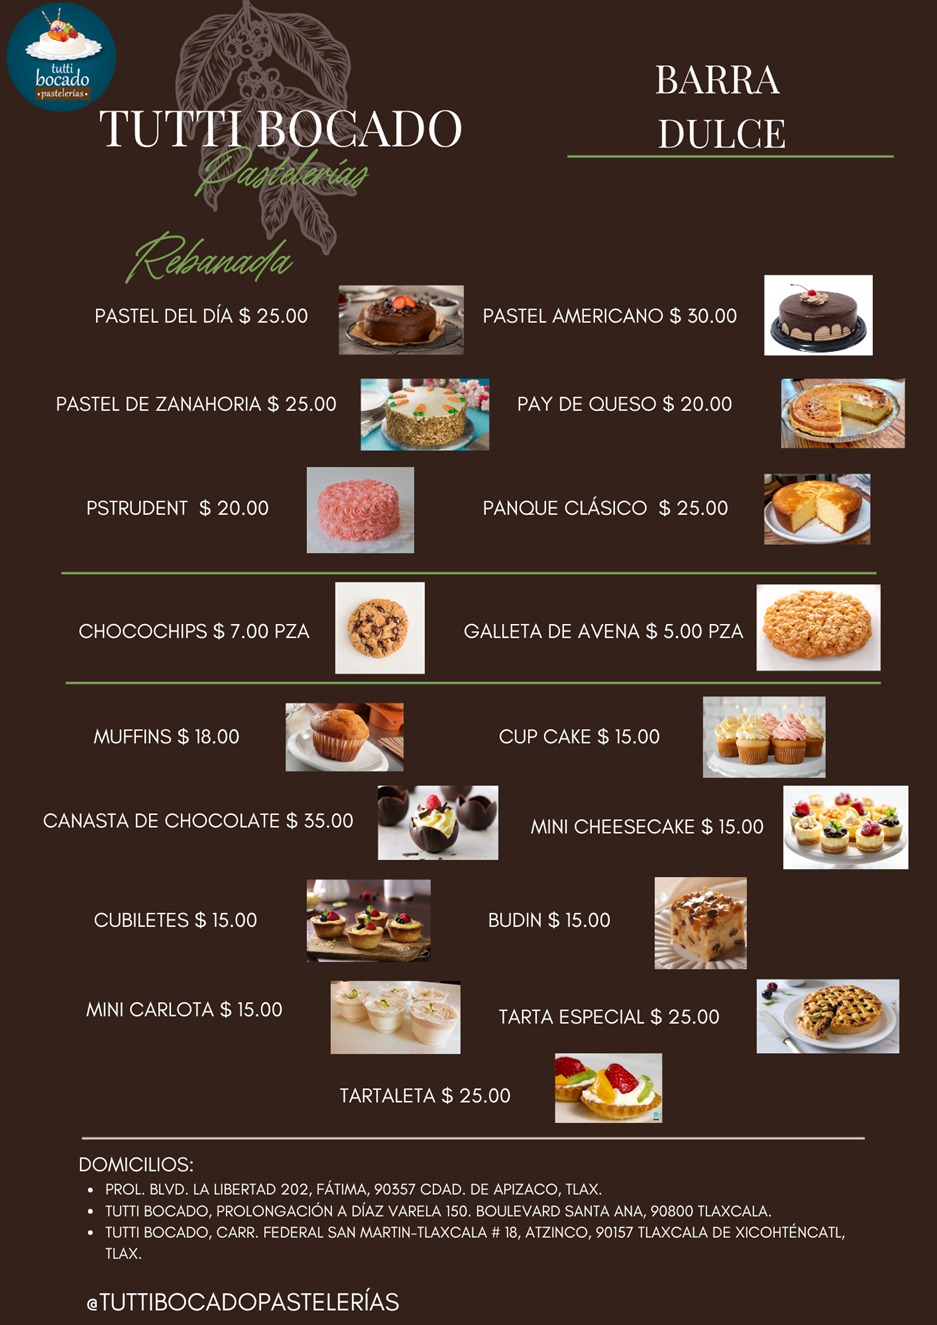 tutti
bocado
•pastelerías•
TUTTI BOCADO
Pastelerías
BARRA
DULCE
Rebanada
PASTEL DEL DÍA $ 25.00
PASTEL AMERICANO $ 30.00
PASTEL DE ZANAHORIA $ 25.00
PAY DE QUESO $ 20.00
PSTRUDENT $ 20.00
PANQUE CLÁSICO $ 25.00
CHOCOCHIPS $ 7.00 PZA
GALLETA DE AVENA $ 5.00 PZA
MUFFINS $ 18.00
CUP CAKE $ 15.00
CANASTA DE CHOCOLATE $ 35.00
MINI CHEESECAKE $ 15.00
CUBILETES $ 15.00
BUDIN $ 15.00
MINI CARLOTA $ 15.00
TARTA ESPECIAL $ 25.00
TARTALETA $ 25.00
DOMICILIOS:
• PROL. BLVD. LA LIBERTAD 202, FÁTIMA, 90357 CDAD. DE APIZACO, TLAX.
• TUTTI BOCADO, PROLONGACIÓN A DÍAZ VARELA 150. BOULEVARD SANTA ANA, 90800 TLAXCALA.
• TUTTI BOCADO, CARR. FEDERAL SAN MARTIN-TLAXCALA # 18, ATZINCO, 90157 TLAXCALA DE XICOHTÉNCATL,
TLAX.
@TUTTIBOCADOPASTELERÍAS